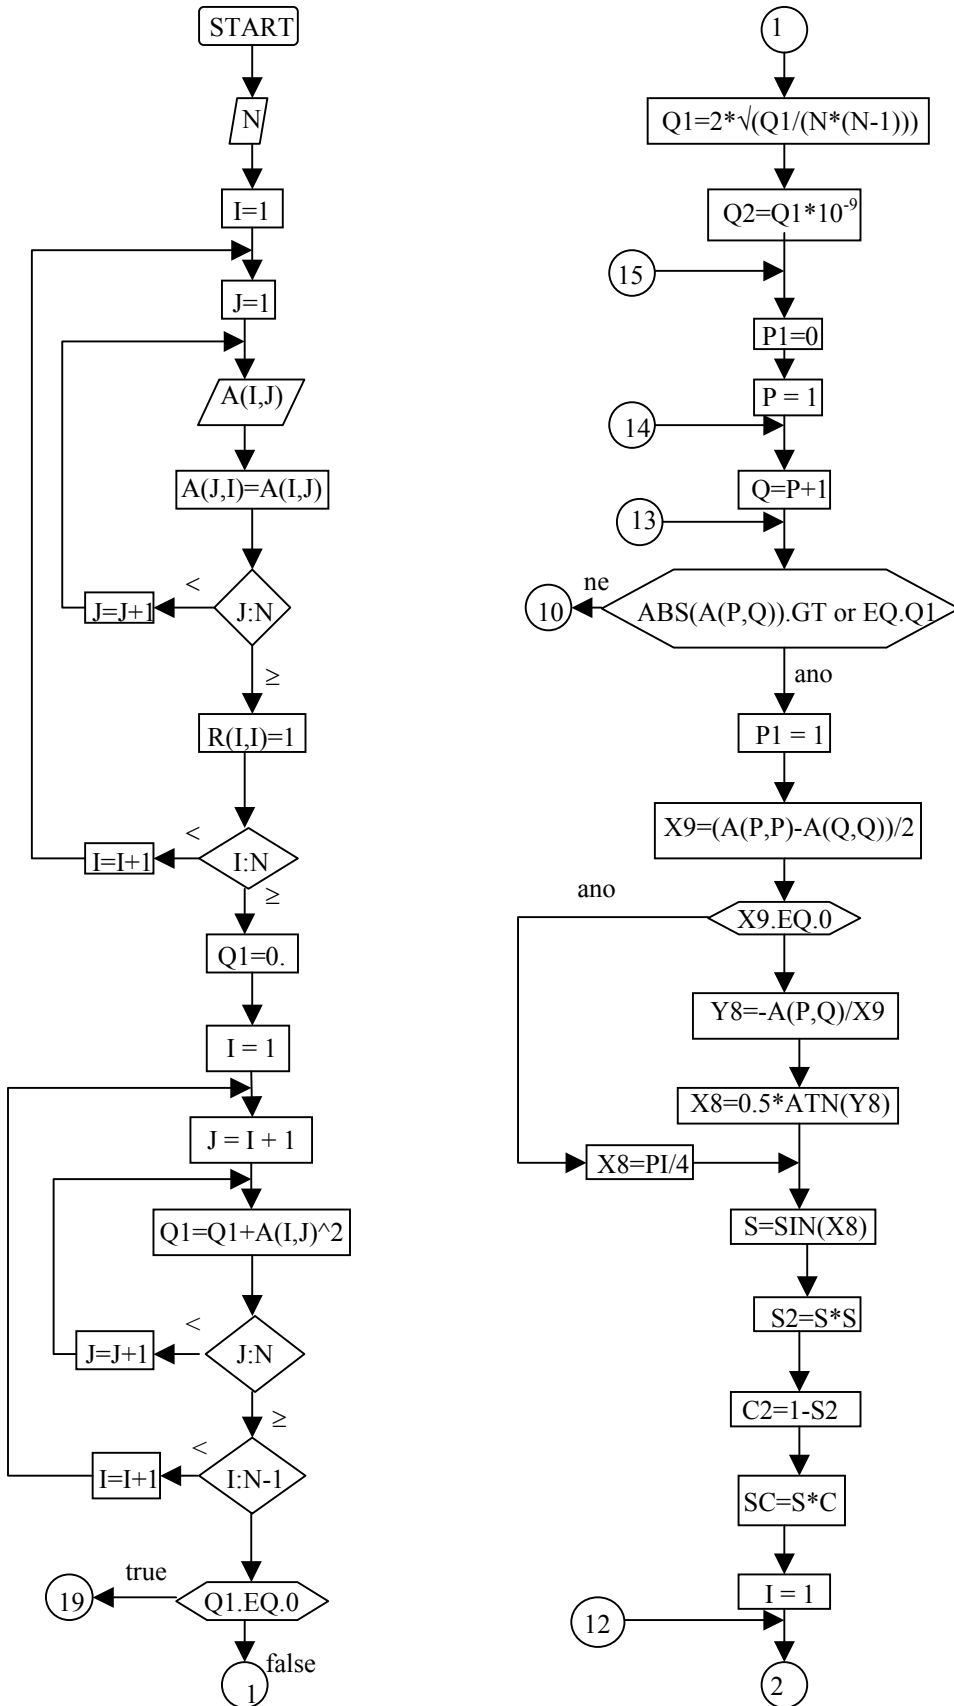 START
N
I=1
J=1
A(I,J)
A(J,I)=A(I,J)
<
J=J+1
J:N
≥
R(I,I)=1
<
I=I+1
I:N
≥
Q1=0.
I = 1
J = I + 1
Q1=Q1+A(I,J)^2
<
J=J+1
J:N
≥
<
I=I+1
I:N-1
true
19
Q1.EQ.0
false
1
1
Q1=2*√(Q1/(N*(N-1)))
Q2=Q1*10-9
15
P1=0
P = 1
14
Q=P+1
13
ne
10
ABS(A(P,Q)).GT or EQ.Q1
ano
P1 = 1
X9=(A(P,P)-A(Q,Q))/2
ano
X9.EQ.0
Y8=-A(P,Q)/X9
X8=0.5*ATN(Y8)
X8=PI/4
S=SIN(X8)
S2=S*S
C2=1-S2
SC=S*C
I = 1
12
2